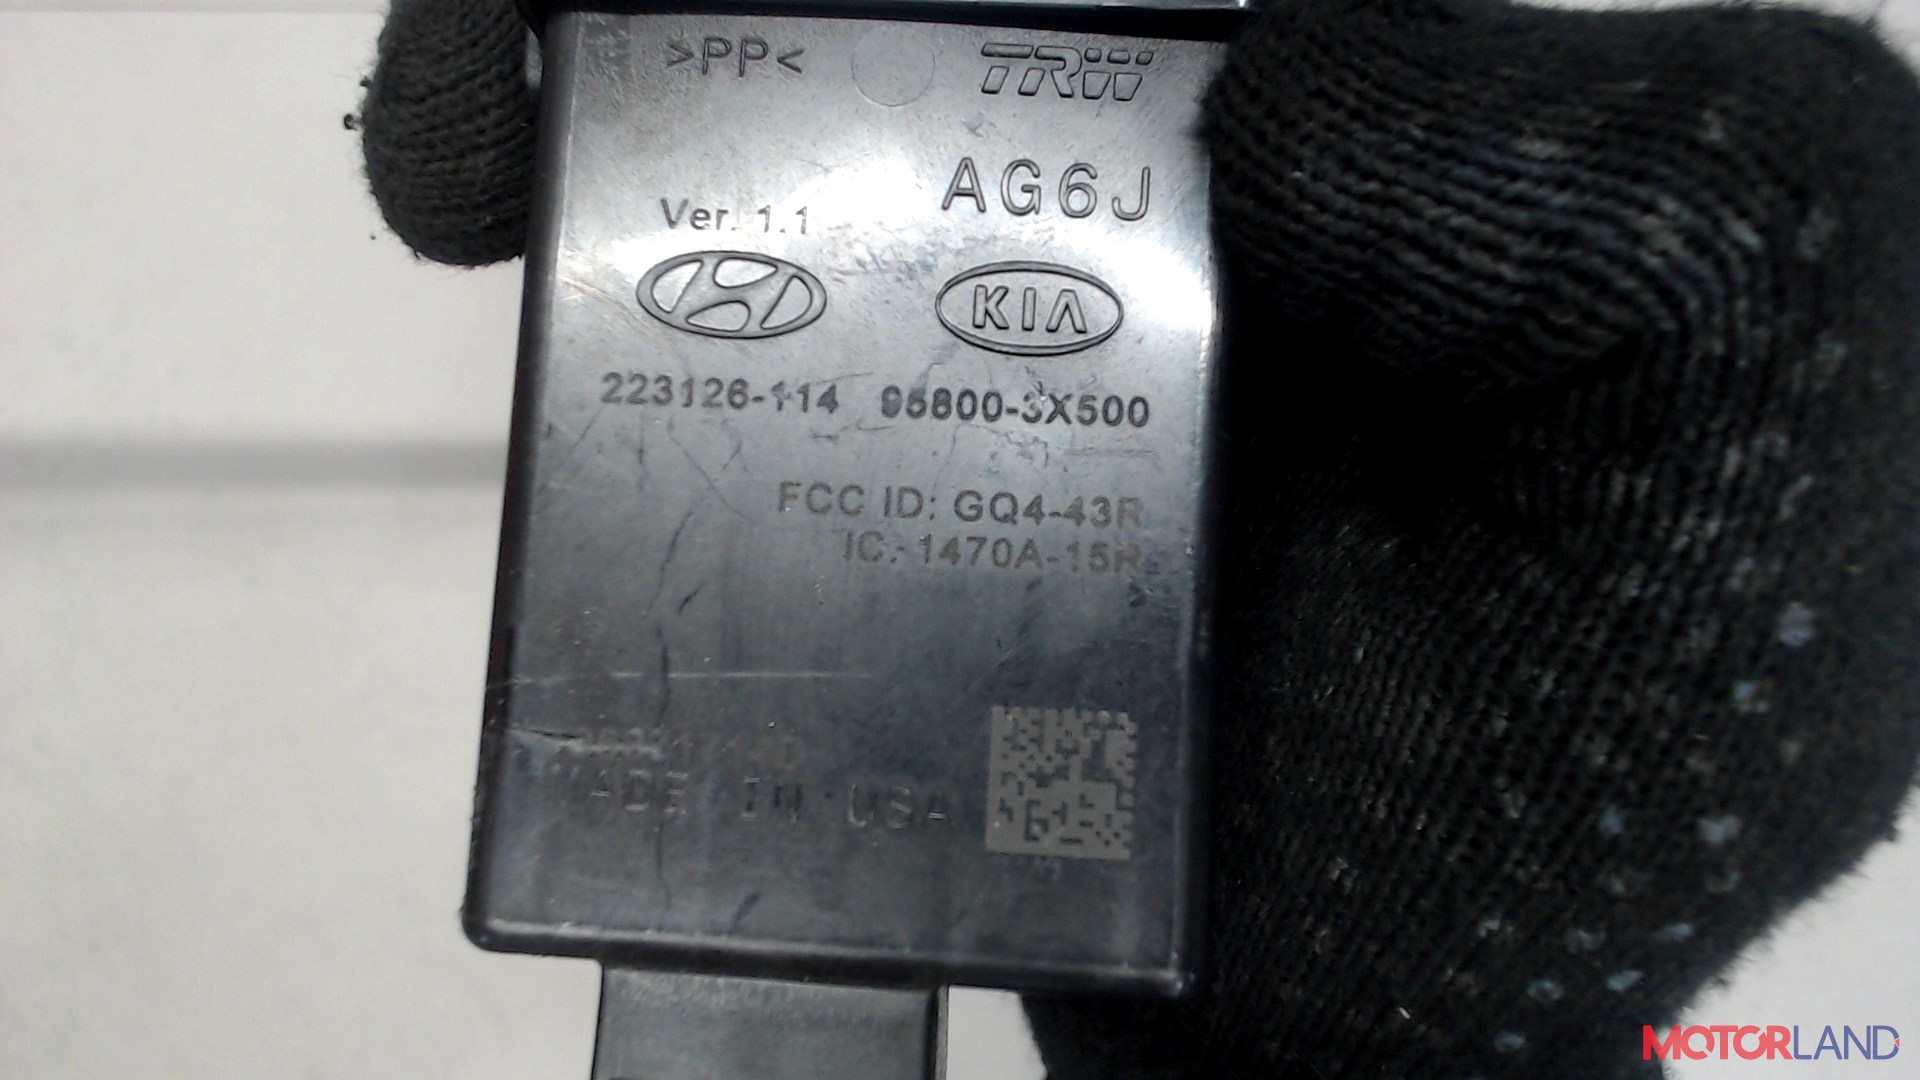 >PP< TRW
AG6J
Ver. 1.1
KIA
223126-114 95800-3X500
FCC ID: GQ4-43R
IC: 1470A-15R
MADE IN USA
MOTORLAND